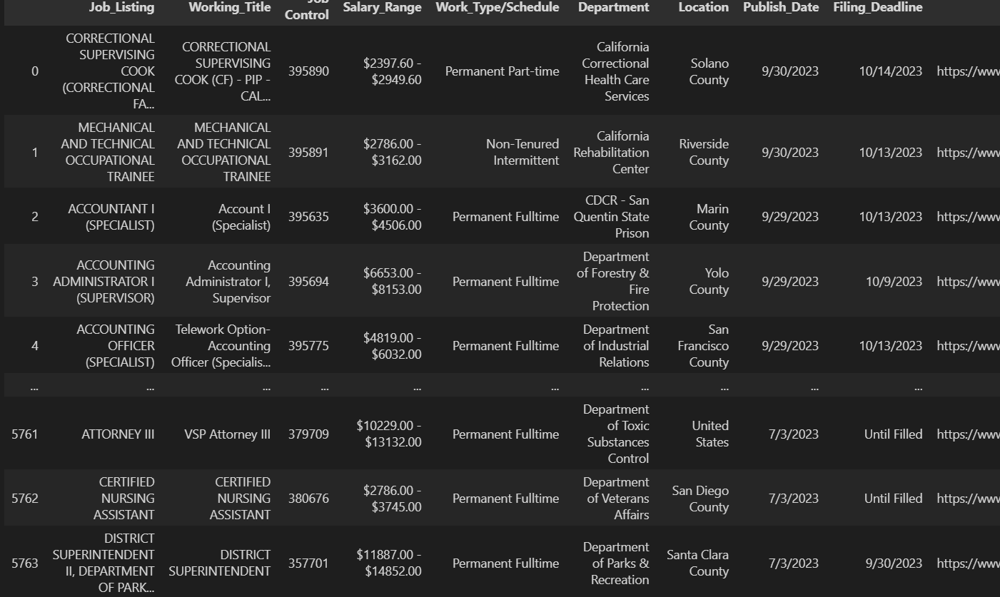 Job_Listing Working_Title Job Control Salary_Range Work_Type/Schedule Department Location Publish_Date Filing_Deadline
0 CORRECTIONAL SUPERVISING COOK (CORRECTIONAL FA... CORRECTIONAL SUPERVISING COOK (CF) - PIP - CAL... 395890 $2397.60 - $2949.60 Permanent Part-time California Correctional Health Care Services Solano County 9/30/2023 10/14/2023 https://www
1 MECHANICAL AND TECHNICAL OCCUPATIONAL TRAINEE MECHANICAL AND TECHNICAL OCCUPATIONAL TRAINEE 395891 $2786.00 - $3162.00 Non-Tenured Intermittent California Rehabilitation Center Riverside County 9/30/2023 10/13/2023 https://www
2 ACCOUNTANT I (SPECIALIST) Account I (Specialist) 395635 $3600.00 - $4506.00 Permanent Fulltime CDCR - San Quentin State Prison Marin County 9/29/2023 10/13/2023 https://www
3 ACCOUNTING ADMINISTRATOR I (SUPERVISOR) Accounting Administrator I, Supervisor 395694 $6653.00 - $8153.00 Permanent Fulltime Department of Forestry & Fire Protection Yolo County 9/29/2023 10/9/2023 https://www
4 ACCOUNTING OFFICER (SPECIALIST) Telework Option- Accounting Officer (Specialis... 395775 $4819.00 - $6032.00 Permanent Fulltime Department of Industrial Relations San Francisco County 9/29/2023 10/13/2023 https://www
... ... ... ... ... ... ... ... ... ...
5761 ATTORNEY III VSP Attorney III 379709 $10229.00 - $13132.00 Permanent Fulltime Department of Toxic Substances Control United States 7/3/2023 Until Filled https://www
5762 CERTIFIED NURSING ASSISTANT CERTIFIED NURSING ASSISTANT 380676 $2786.00 - $3745.00 Permanent Fulltime Department of Veterans Affairs San Diego County 7/3/2023 Until Filled https://www
5763 DISTRICT SUPERINTENDENT II, DEPARTMENT OF PARK... DISTRICT SUPERINTENDENT 357701 $11887.00 - $14852.00 Permanent Fulltime Department of Parks & Recreation Santa Clara County 7/3/2023 9/30/2023 https://www